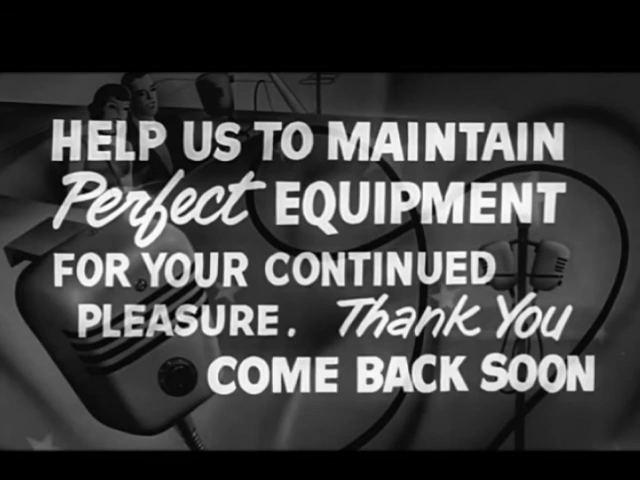 HELP US TO MAINTAIN
Perfect EQUIPMENT
FOR YOUR CONTINUED
PLEASURE. Thank You
COME BACK SOON